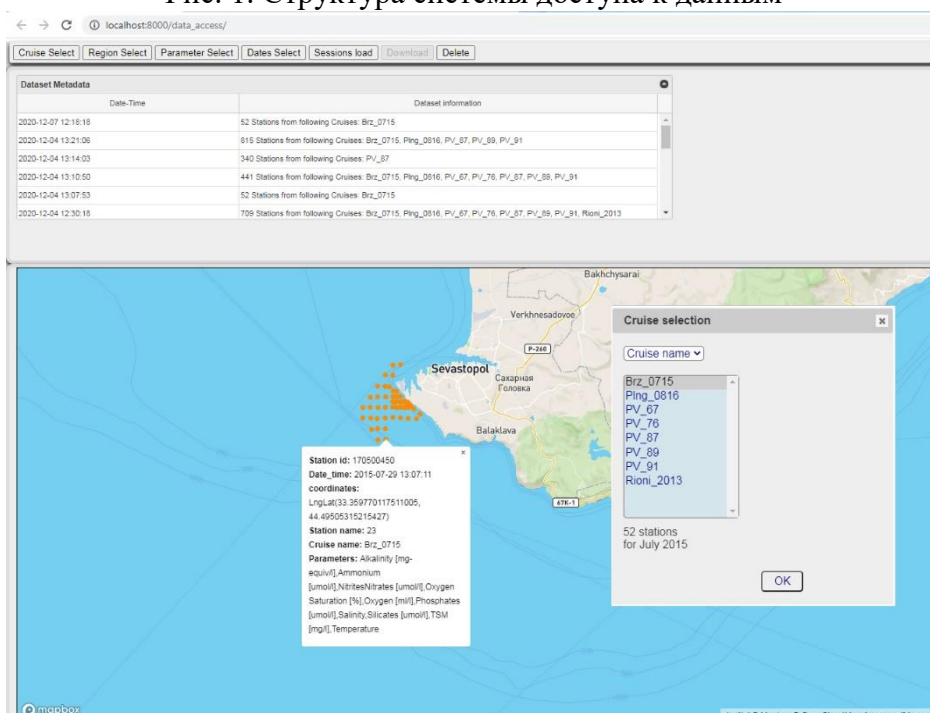 Рис. 1. Структура системы доступа к данным
localhost:8000/data_access/
Cruise Select Region Select Parameter Select Dates Select Sessions load Download Delete
Dataset Metadata
Date-Time Dataset information
2020-12-07 12:18:18 52 Stations from following Cruises: Brz_0715
2020-12-04 13:21:06 815 Stations from following Cruises: Brz_0715, Plng_0816, PV_87, PV_89, PV_91
2020-12-04 13:14:03 340 Stations from following Cruises: PV_87
2020-12-04 13:10:50 441 Stations from following Cruises: Brz_0715, Plng_0816, PV_67, PV_76, PV_87, PV_89, PV_91
2020-12-04 13:07:53 52 Stations from following Cruises: Brz_0715
2020-12-04 12:30:18 709 Stations from following Cruises: Brz_0715, Plng_0816, PV_67, PV_76, PV_87, PV_89, PV_91, Rioni_2013
Bakhchysarai
Verkhnesadovoe
P-260
Sevastopol
Сахарная
Головка
Balaklava
67K-1
Cruise selection
Cruise name
Brz_0715
Plng_0816
PV_67
PV_76
PV_87
PV_89
PV_91
Rioni_2013
52 stations
for July 2015
OK
Station id: 170500450
Date_time: 2015-07-29 13:07:11
coordinates:
LngLat(33.359770117511005,
44.49505315215427)
Station name: 23
Cruise name: Brz_0715
Parameters: Alkalinity [mg-
equiv/l],Ammonium
[umol/l],NitritesNitrates [umol/l],Oxygen
Saturation [%],Oxygen [ml/l],Phosphates
[umol/l],Salinity,Silicates [umol/l],TSM
[mg/l],Temperature
mapbox